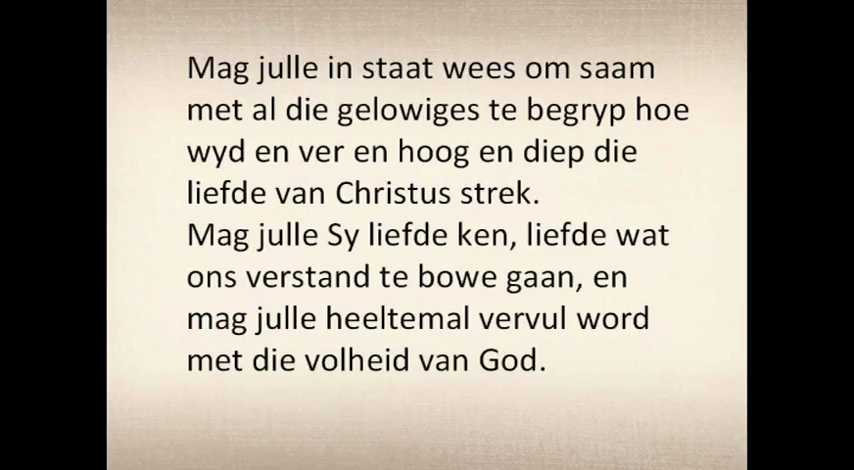 Mag julle in staat wees om saam
met al die gelowiges te begryp hoe
wyd en ver en hoog en diep die
liefde van Christus strek.
Mag julle Sy liefde ken, liefde wat
ons verstand te bowe gaan, en
mag julle heeltemal vervul word
met die volheid van God.